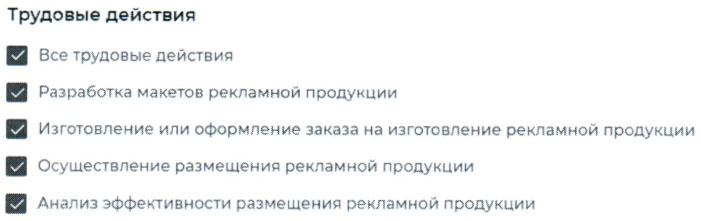 Трудовые действия
Все трудовые действия
Разработка макетов рекламной продукции
Изготовление или оформление заказа на изготовление рекламной продукции
Осуществление размещения рекламной продукции
Анализ эффективности размещения рекламной продукции